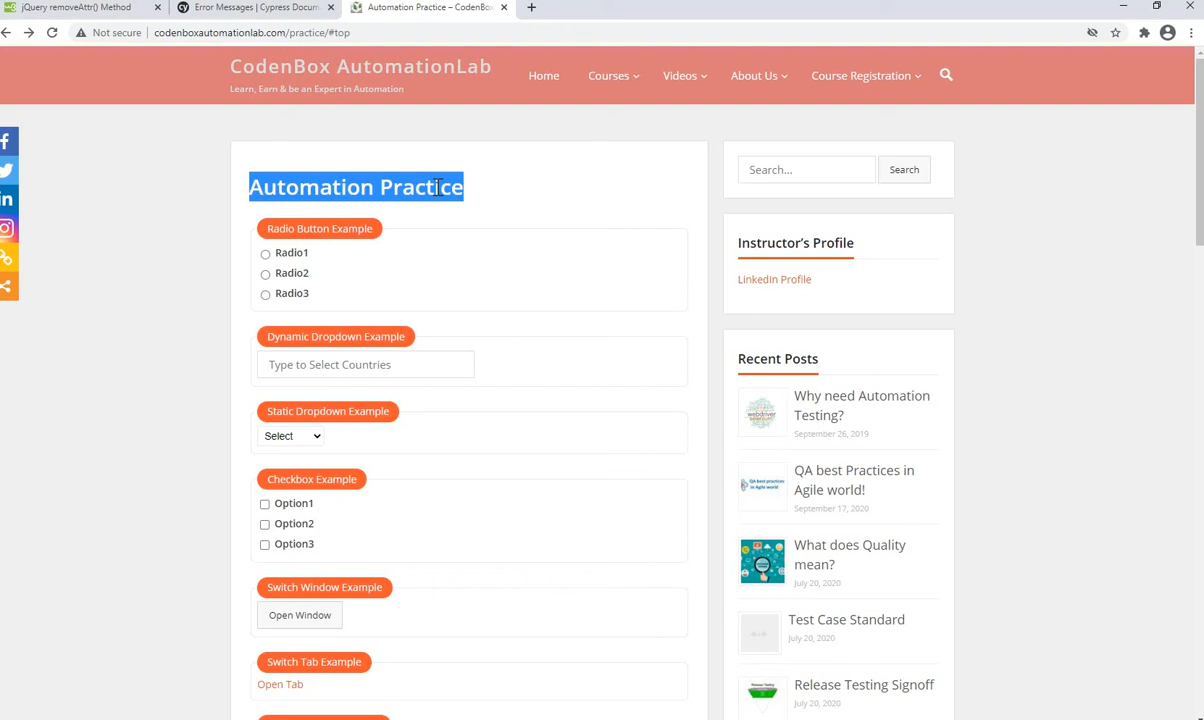 jQuery removeAttr() Method
Error Messages | Cypress Docum
Automation Practice – CodenBo
Not secure
codenboxautomationlab.com/practice/#top
CodenBox AutomationLab
Learn, Earn & be an Expert in Automation
Home
Courses
Videos
About Us
Course Registration
Automation Practice
Radio Button Example
Radio1
Radio2
Radio3
Dynamic Dropdown Example
Type to Select Countries
Static Dropdown Example
Select
Checkbox Example
Option1
Option2
Option3
Switch Window Example
Open Window
Switch Tab Example
Open Tab
Search...
Search
Instructor's Profile
LinkedIn Profile
Recent Posts
Why need Automation
Testing?
September 26, 2019
QA best Practices in
Agile world!
September 17, 2020
What does Quality
mean?
July 20, 2020
Test Case Standard
July 20, 2020
Release Testing Signoff
July 20, 2020